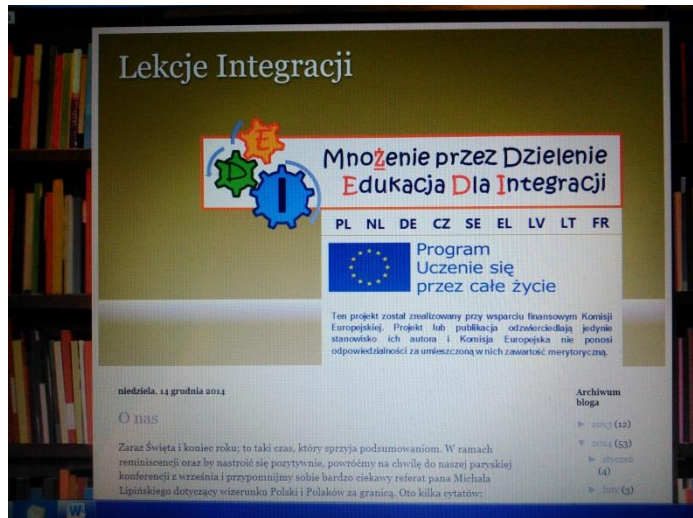 Lekcje Integracji
E
D
I
Mnożenie przez Dzielenie
Edukacja Dla Integracji
PL NL DE CZ SE EL LV LT FR
Program
Uczenie się
przez całe życie
Ten projekt został zrealizowany przy wsparciu finansowym Komisji
Europejskiej. Projekt lub publikacja odzwierciedlają jedynie
stanowisko ich autora i Komisja Europejska nie ponosi
odpowiedzialności za umieszczoną w nich zawartość merytoryczną.
niedziela, 14 grudnia 2014
O nas
Zaraz Święta i koniec roku; to taki czas, który sprzyja podsumowaniom. W ramach
reminiscencji oraz by nastroić się pozytywnie, powróćmy na chwilę do naszej paryskiej
konferencji z września i przypomnijmy sobie bardzo ciekawy referat pana Michała
Lipińskiego dotyczący wizerunku Polski i Polaków za granicą. Oto kilka cytatów:
Archiwum
bloga
► 2013 (12)
▼ 2014 (53)
► styczeń
(4)
► luty (3)
W